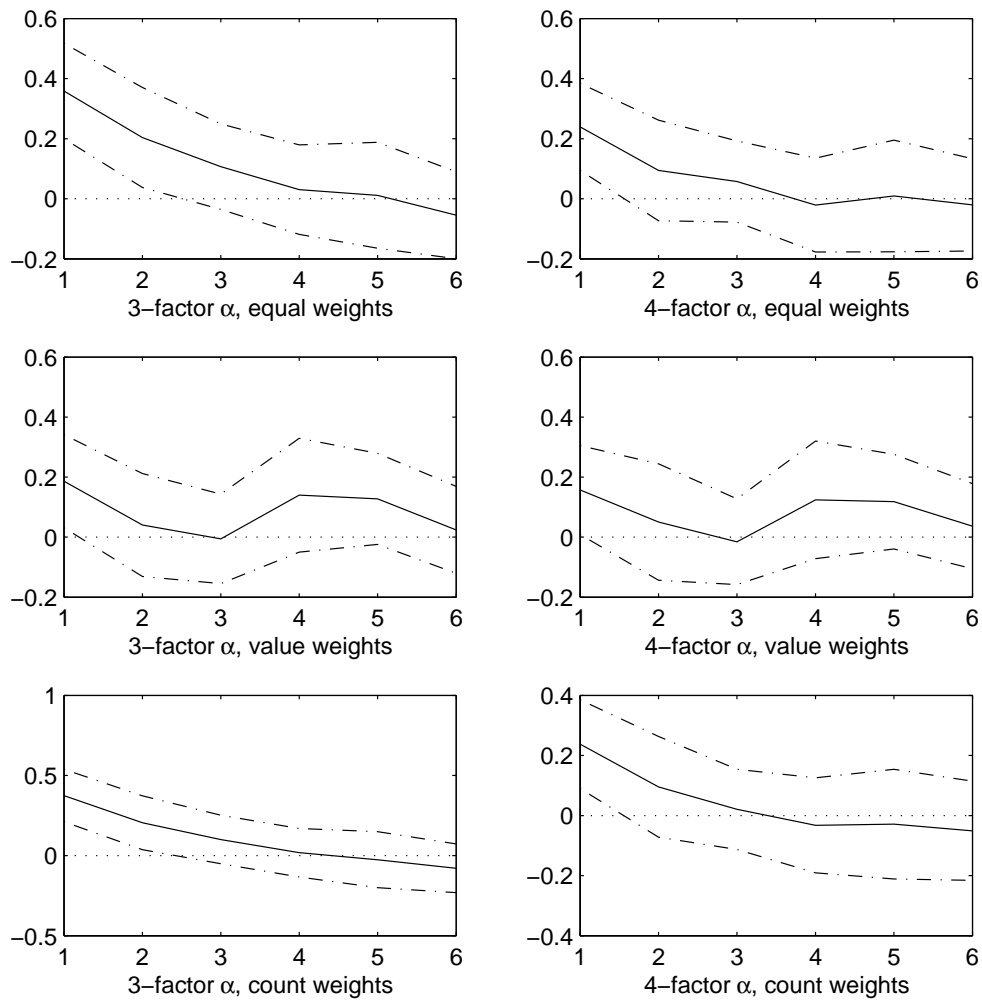 0.6
0.4
0.2
0
−0.2
1 2 3 4 5 6
3−factor α, equal weights
0.6
0.4
0.2
0
−0.2
1 2 3 4 5 6
4−factor α, equal weights
0.6
0.4
0.2
0
−0.2
1 2 3 4 5 6
3−factor α, value weights
0.6
0.4
0.2
0
−0.2
1 2 3 4 5 6
4−factor α, value weights
1
0.5
0
−0.5
1 2 3 4 5 6
3−factor α, count weights
0.4
0.2
0
−0.2
−0.4
1 2 3 4 5 6
4−factor α, count weights